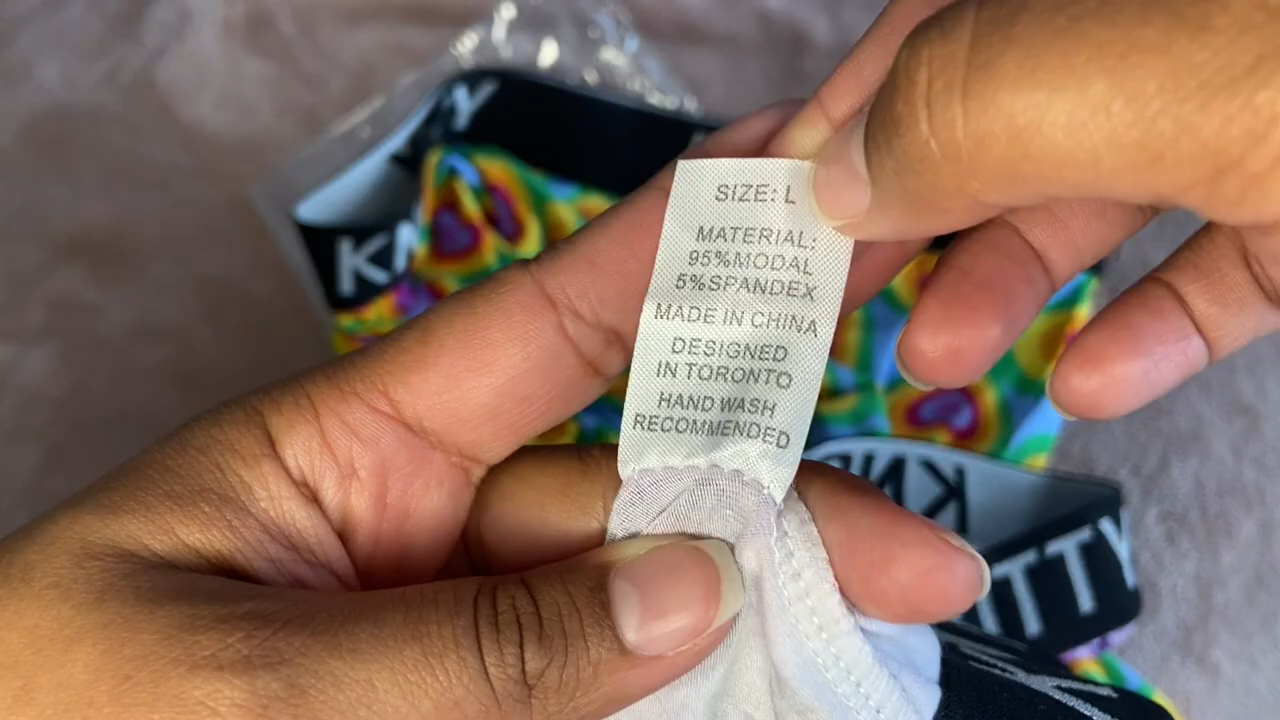 SIZE: L
MATERIAL:
95%MODAL
5%SPANDEX
MADE IN CHINA
DESIGNED
IN TORONTO
HAND WASH
RECOMMENDED